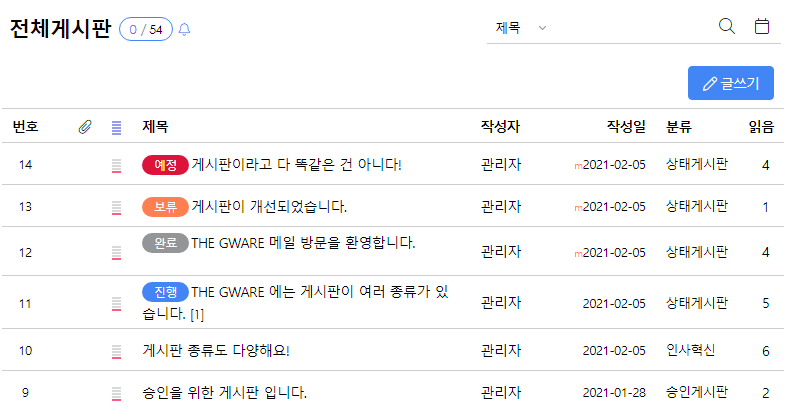 전체게시판 0 / 54
제목
글쓰기
번호 제목 작성자 작성일 분류 읽음
14 예정 게시판이라고 다 똑같은 건 아니다! 관리자 m2021-02-05 상태게시판 4
13 보류 게시판이 개선되었습니다. 관리자 m2021-02-05 상태게시판 1
12 완료 THE GWARE 메일 방문을 환영합니다. 관리자 m2021-02-05 상태게시판 4
11 진행 THE GWARE 에는 게시판이 여러 종류가 있 관리자 2021-02-05 상태게시판 5
습니다. [1]
10 게시판 종류도 다양해요! 관리자 2021-02-05 인사혁신 6
9 승인을 위한 게시판 입니다. 관리자 2021-01-28 승인게시판 2